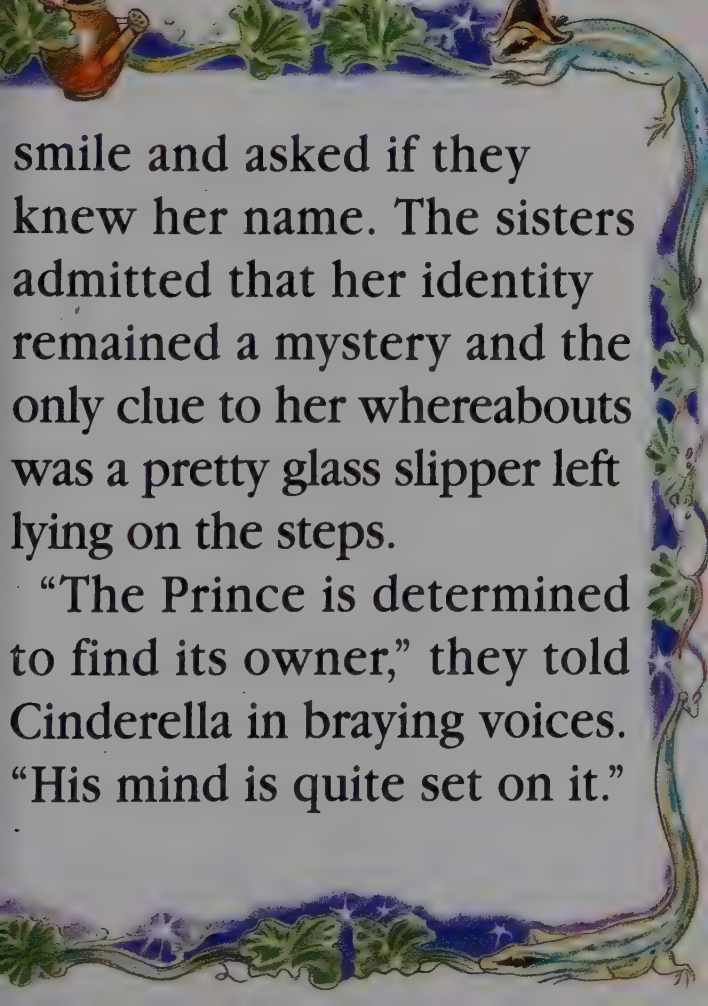 smile and asked if they
knew her name. The sisters
admitted that her identity
remained a mystery and the
only clue to her whereabouts
was a pretty glass slipper left
lying on the steps.
“The Prince is determined
to find its owner,” they told
Cinderella in braying voices.
“His mind is quite set on it.”